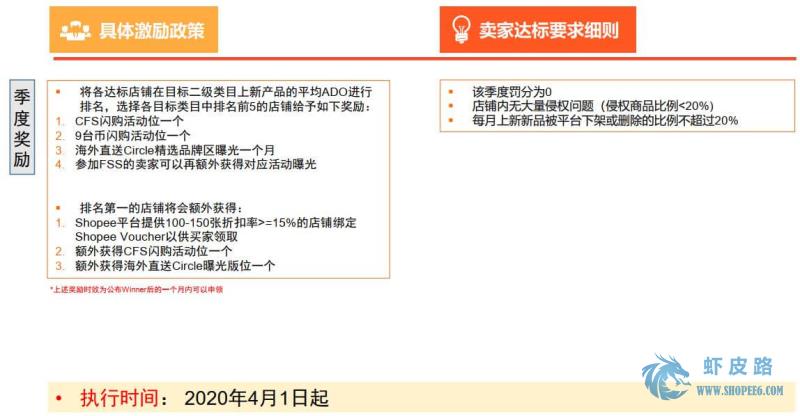 具体激励政策
卖家达标要求细则
季度奖励
▪ 将各达标店铺在目标二级类目上新产品的平均ADO进行
排名，选择各目标类目中排名前5的店铺给予如下奖励：
1. CFS闪购活动位一个
2. 9台币闪购活动位一个
3. 海外直送Circle精选品牌区曝光一个月
4. 参加FSS的卖家可以再额外获得对应活动曝光
▪ 排名第一的店铺将会额外获得：
1. Shopee平台提供100-150张折扣率>=15%的店铺绑定
Shopee Voucher以供买家领取
2. 额外获得CFS闪购活动位一个
3. 额外获得海外直送Circle曝光版位一个
*上述奖励时效为公布Winner后的一个月内可以申领
▪ 该季度罚分为0
▪ 店铺内无大量侵权问题（侵权商品比例<20%）
▪ 每月上新新品被平台下架或删除的比例不超过20%
• 执行时间： 2020年4月1日起
虾皮路
WWW.SHOPEE6.COM